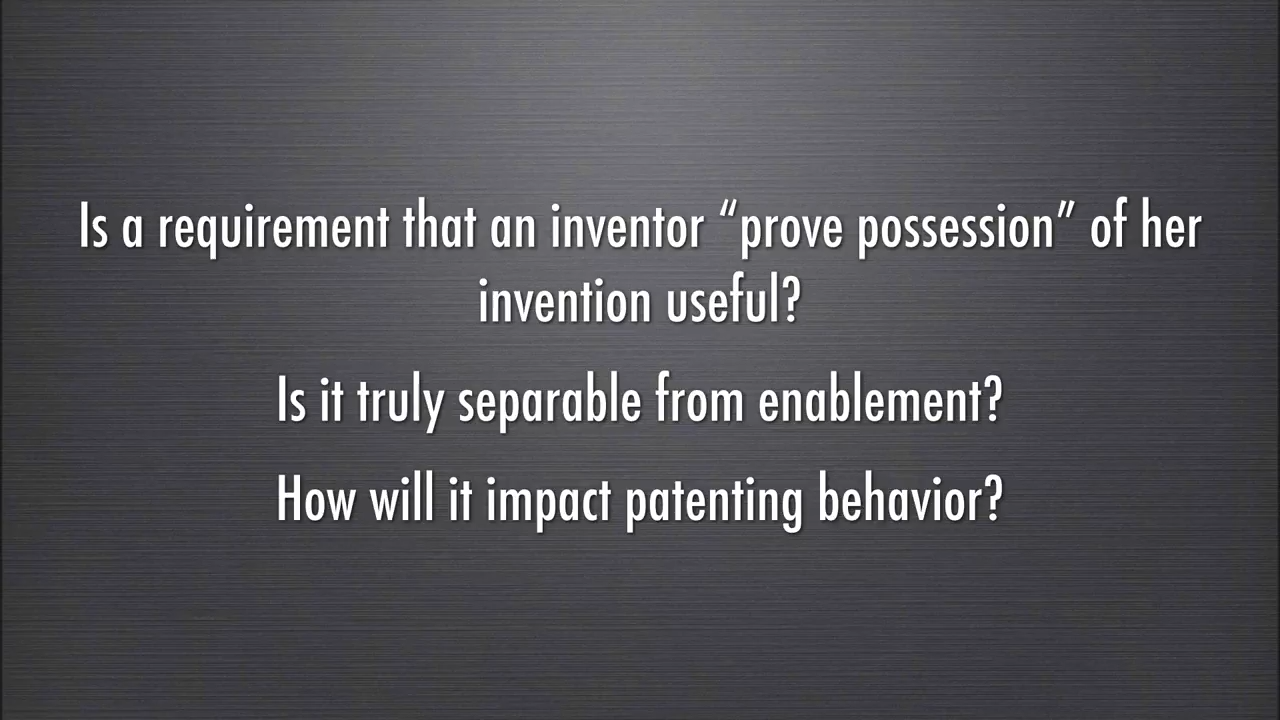 Is a requirement that an inventor “prove possession” of her
invention useful?
Is it truly separable from enablement?
How will it impact patenting behavior?